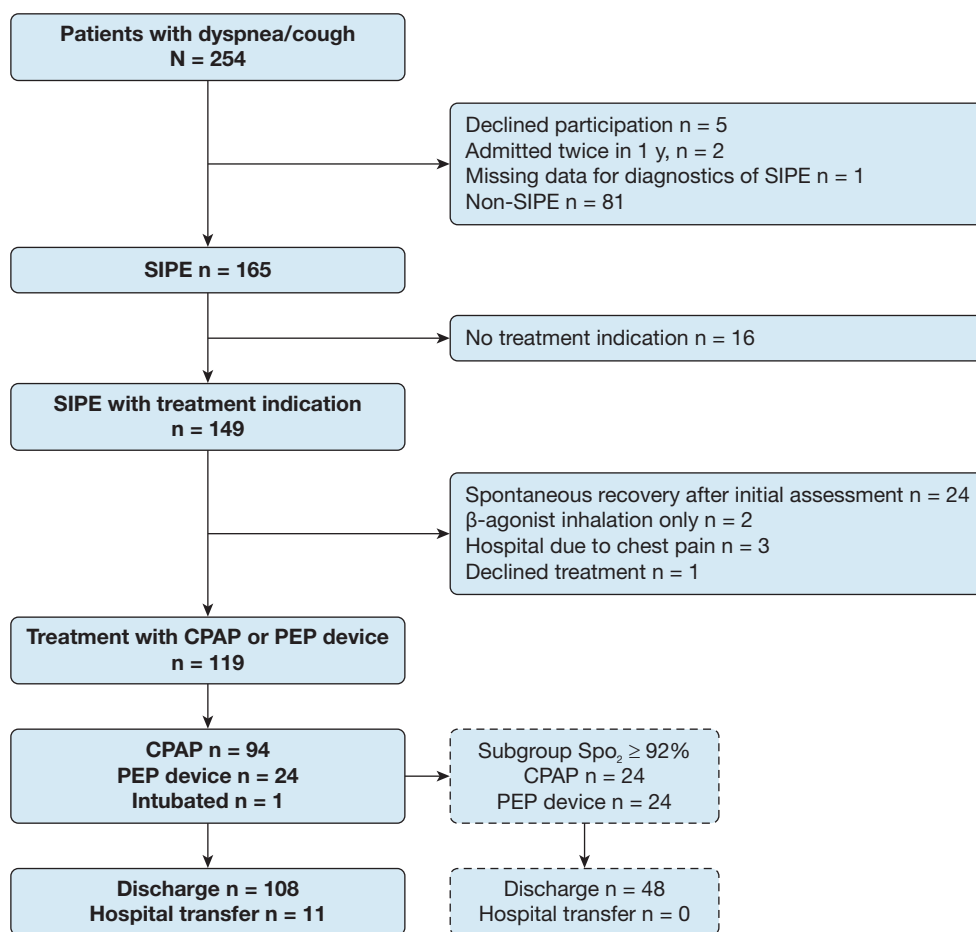 Patients with dyspnea/cough
N = 254
Declined participation n = 5
Admitted twice in 1 y, n = 2
Missing data for diagnostics of SIPE n = 1
Non-SIPE n = 81
SIPE n = 165
No treatment indication n = 16
SIPE with treatment indication
n = 149
Spontaneous recovery after initial assessment n = 24
β-agonist inhalation only n = 2
Hospital due to chest pain n = 3
Declined treatment n = 1
Treatment with CPAP or PEP device
n = 119
CPAP n = 94
PEP device n = 24
Intubated n = 1
Subgroup Spo₂ ≥ 92%
CPAP n = 24
PEP device n = 24
Discharge n = 108
Hospital transfer n = 11
Discharge n = 48
Hospital transfer n = 0